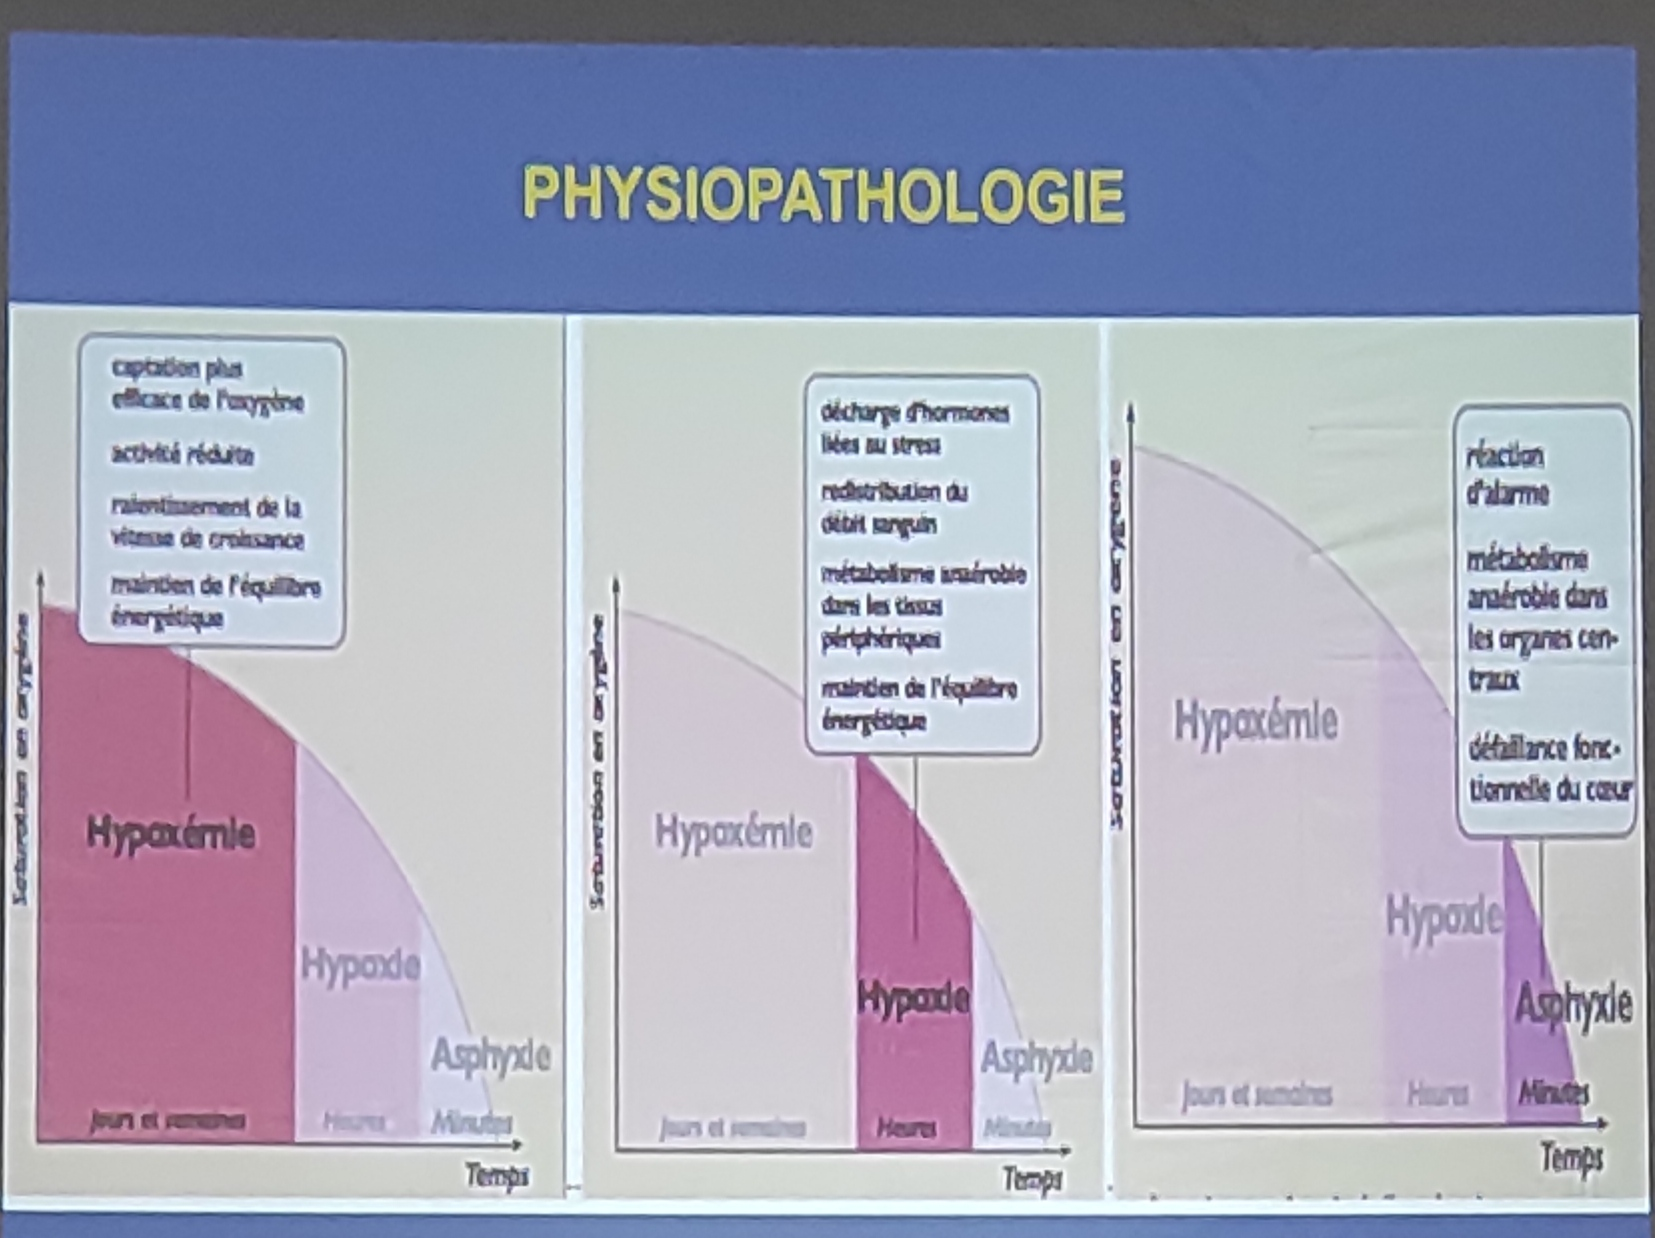 PHYSIOPATHOLOGIE
captation plus
efficace de l'oxygène
activité réduite
ralentissement de la
vitesse de croissance
maintien de l'équilibre
énergétique
Saturation en oxygène
Hypoxémie
Hypoxie
Asphyxie
Jours et semaines
Heures
Minutes
Temps
décharge d'hormones
liées au stress
redistribution du
débit sanguin
métabolisme anaérobie
dans les tissus
périphériques
maintien de l'équilibre
énergétique
Saturation en oxygène
Hypoxémie
Hypoxie
Asphyxie
Jours et semaines
Heures
Minutes
Temps
réaction
d'alarme
métabolisme
anaérobie dans
les organes cen-
traux
défaillance fonc-
tionnelle du cœur
Saturation en oxygène
Hypoxémie
Hypoxie
Asphyxie
Jours et semaines
Heures
Minutes
Temps